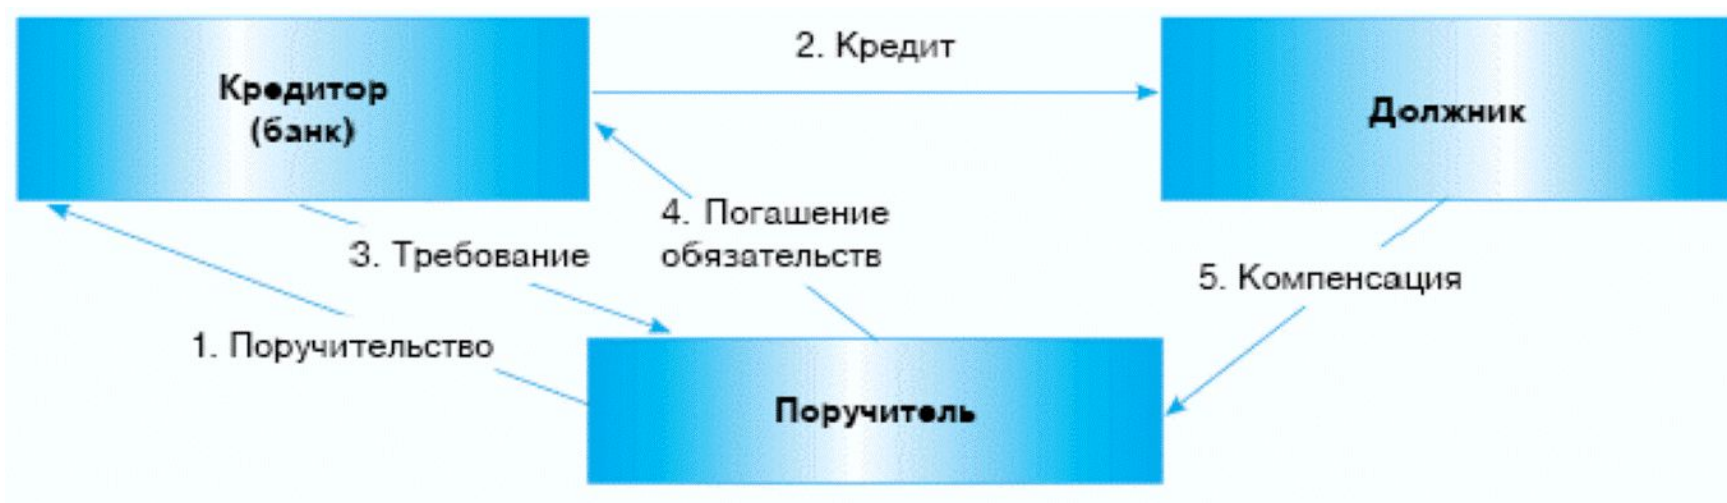 2. Кредит
Кредитор
(банк)
Должник
4. Погашение
обязательств
3. Требование
5. Компенсация
1. Поручительство
Поручитель